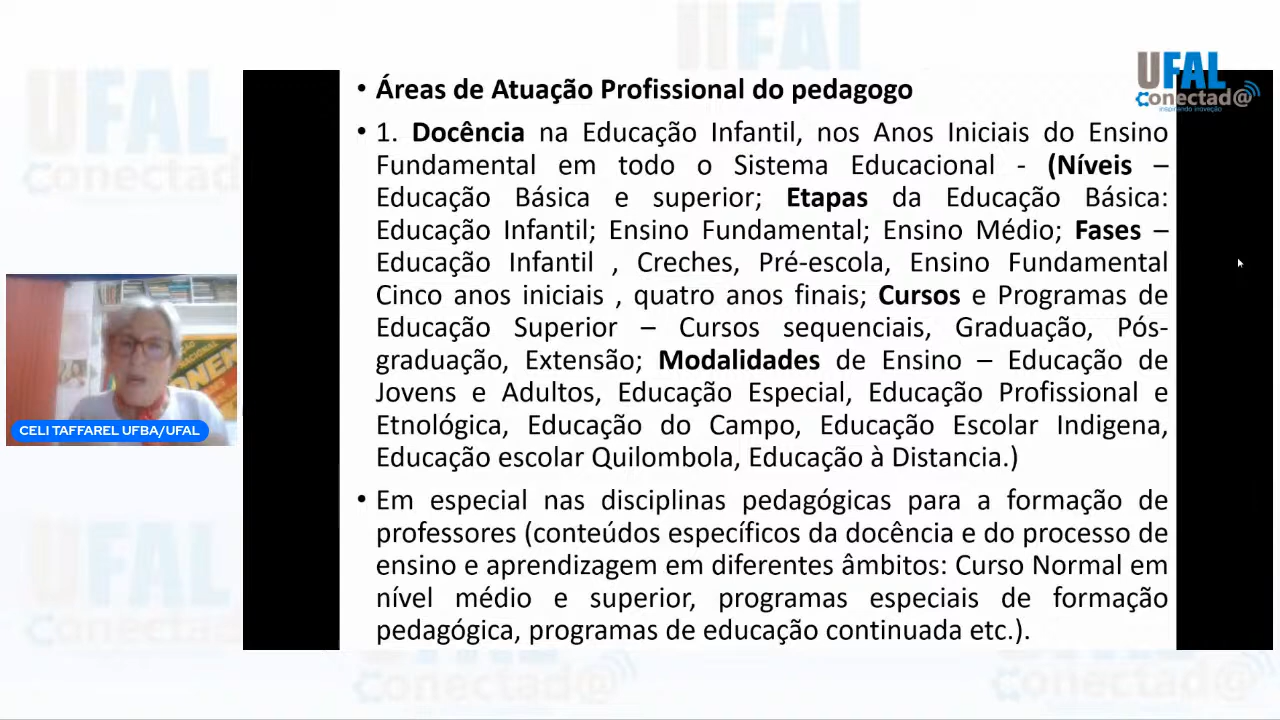 UFAL
Conectad@
inspirando inovação
• Áreas de Atuação Profissional do pedagogo
• 1. Docência na Educação Infantil, nos Anos Iniciais do Ensino
Fundamental em todo o Sistema Educacional - (Níveis –
Educação Básica e superior; Etapas da Educação Básica:
Educação Infantil; Ensino Fundamental; Ensino Médio; Fases –
Educação Infantil , Creches, Pré-escola, Ensino Fundamental
Cinco anos iniciais , quatro anos finais; Cursos e Programas de
Educação Superior – Cursos sequenciais, Graduação, Pós-
graduação, Extensão; Modalidades de Ensino – Educação de
Jovens e Adultos, Educação Especial, Educação Profissional e
Etnológica, Educação do Campo, Educação Escolar Indigena,
Educação escolar Quilombola, Educação à Distancia.)
• Em especial nas disciplinas pedagógicas para a formação de
professores (conteúdos específicos da docência e do processo de
ensino e aprendizagem em diferentes âmbitos: Curso Normal em
nível médio e superior, programas especiais de formação
pedagógica, programas de educação continuada etc.).
CELI TAFFAREL UFBA/UFAL